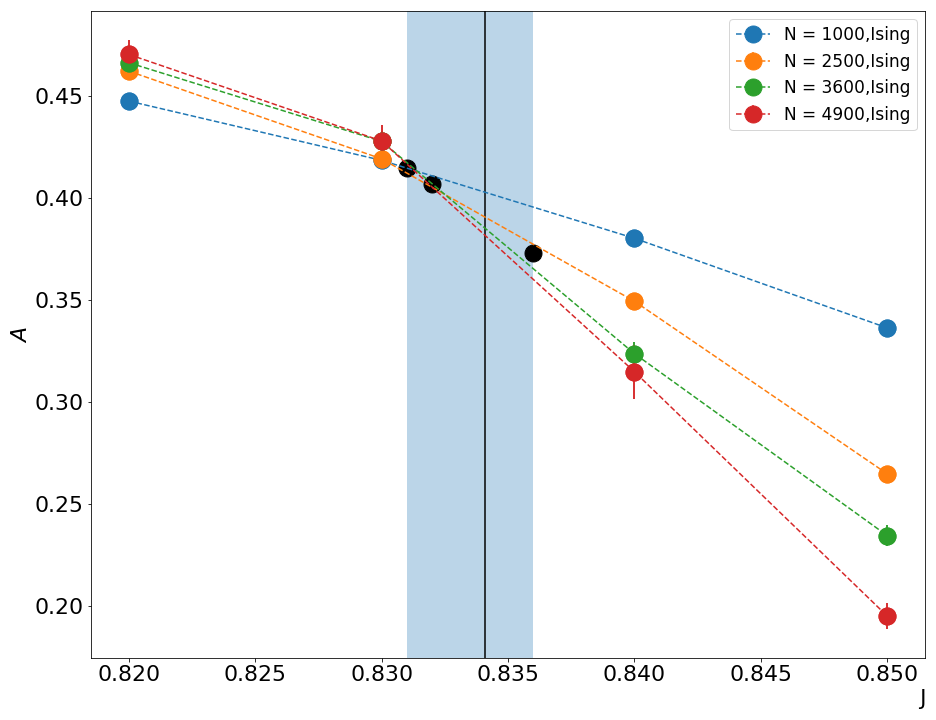 N = 1000,Ising
N = 2500,Ising
N = 3600,Ising
N = 4900,Ising
A
0.45
0.40
0.35
0.30
0.25
0.20
0.820 0.825 0.830 0.835 0.840 0.845 0.850
J